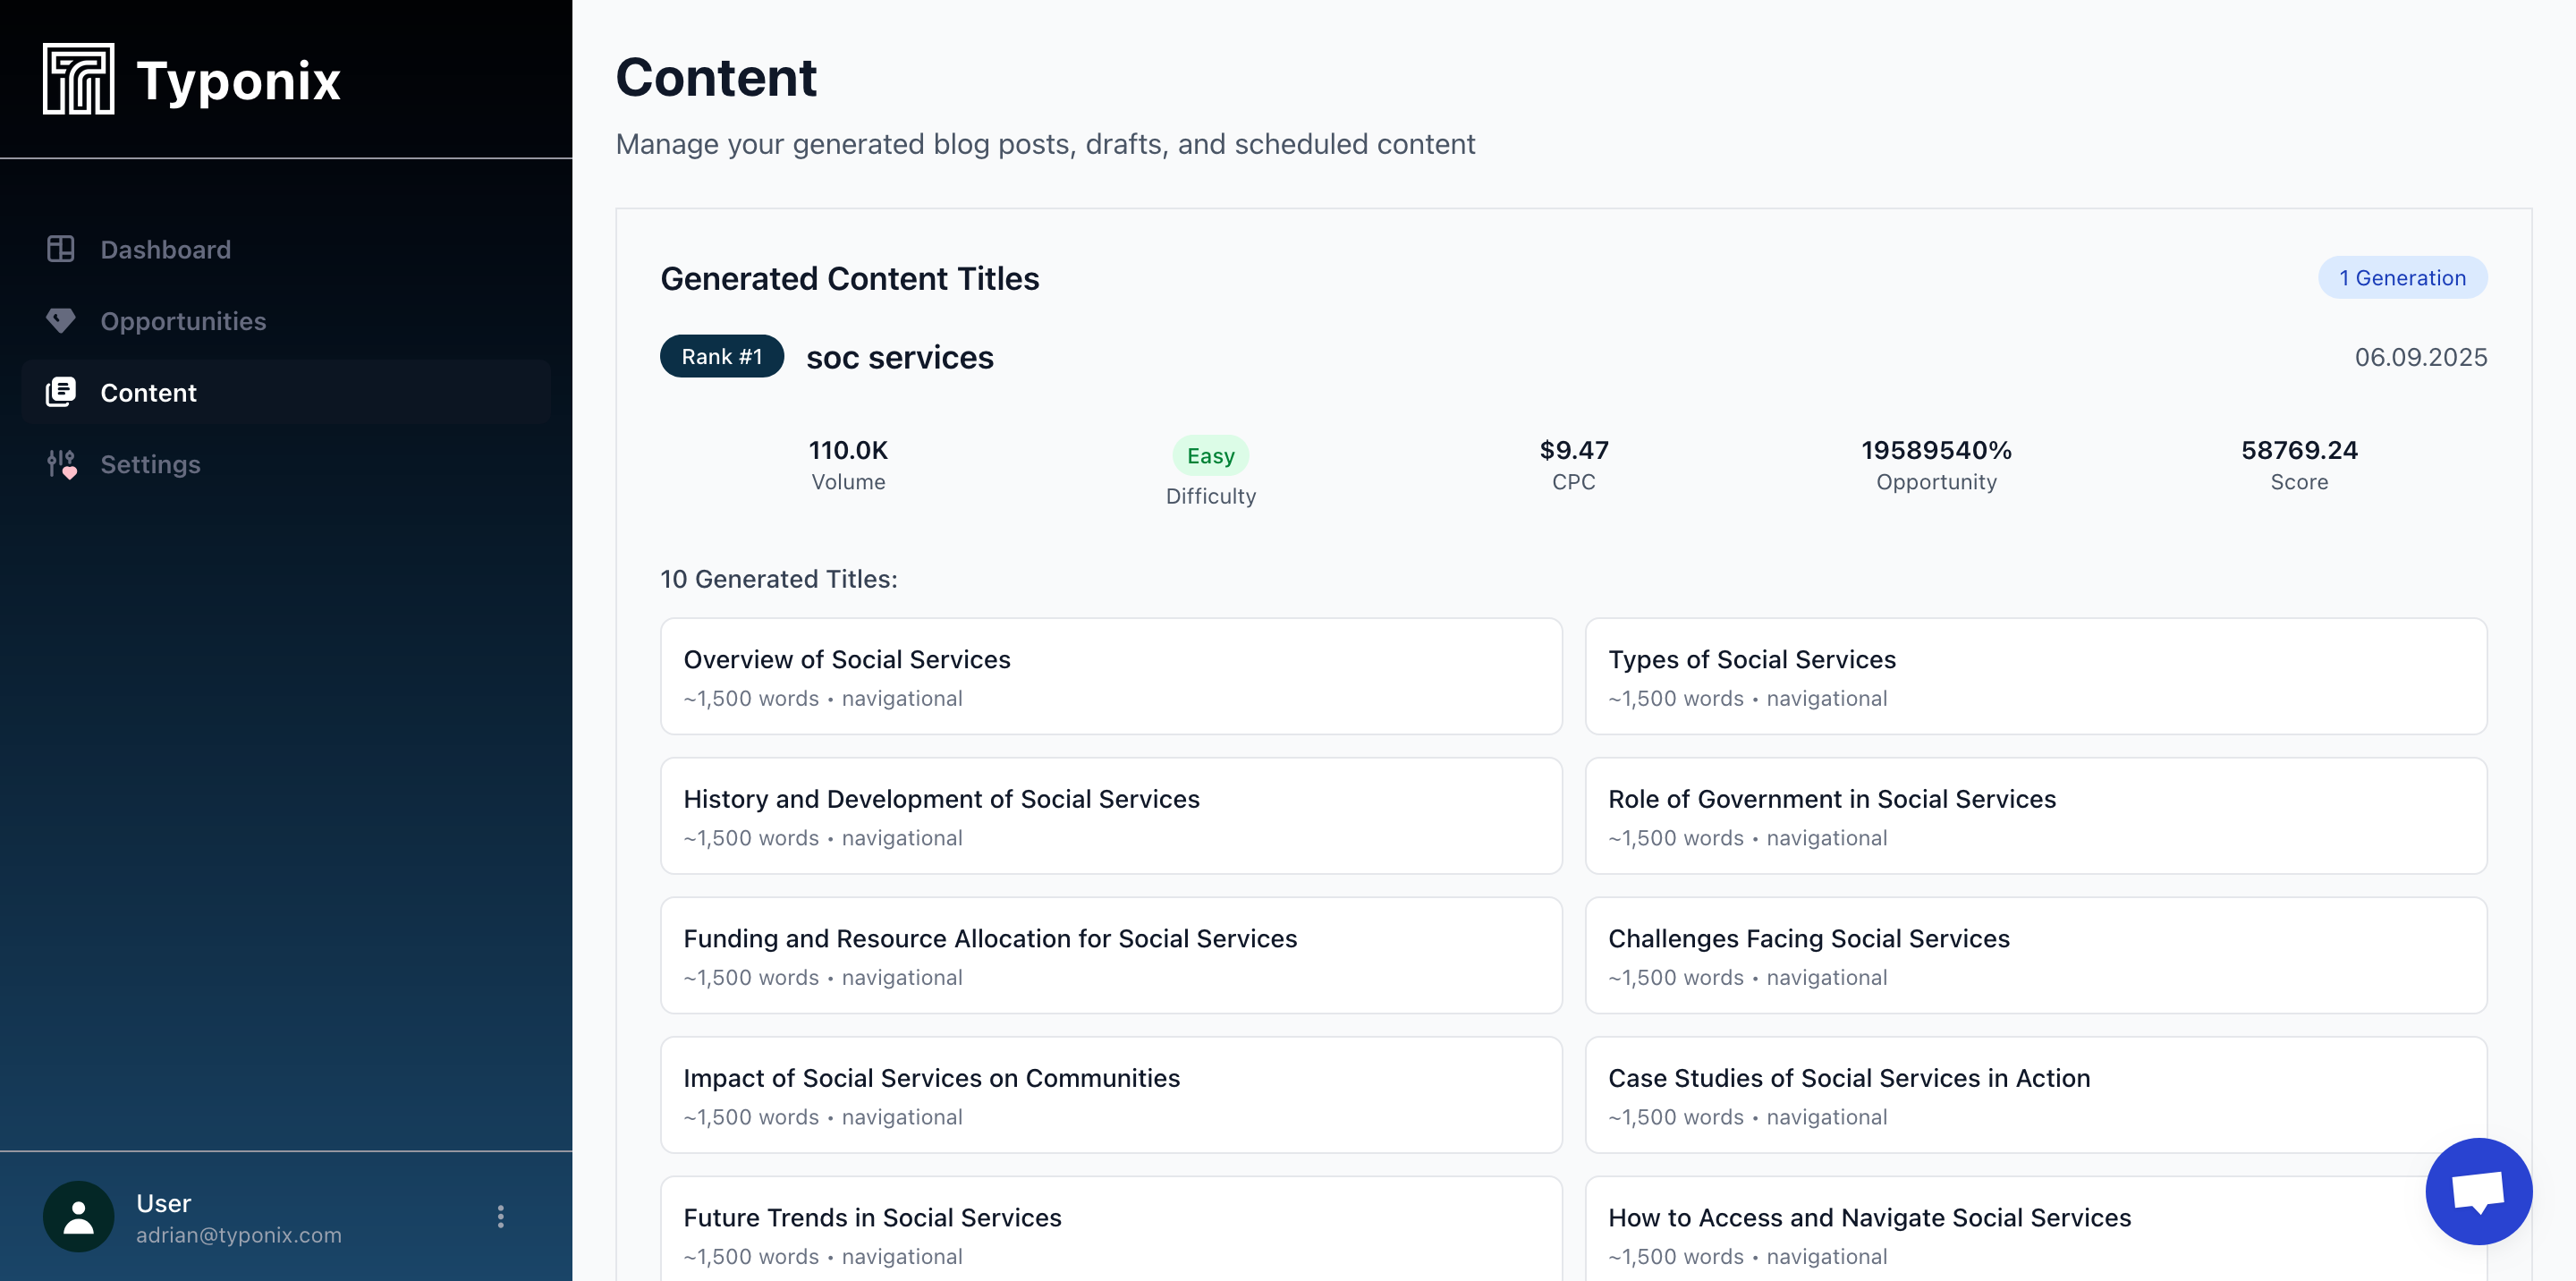 Typonix
Dashboard
Opportunities
Content
Settings
User
adrian@typonix.com
Content
Manage your generated blog posts, drafts, and scheduled content
Generated Content Titles
1 Generation
Rank #1
soc services
06.09.2025
110.0K
Volume
Easy
Difficulty
$9.47
CPC
19589540%
Opportunity
58769.24
Score
10 Generated Titles:
Overview of Social Services
~1,500 words • navigational
Types of Social Services
~1,500 words • navigational
History and Development of Social Services
~1,500 words • navigational
Role of Government in Social Services
~1,500 words • navigational
Funding and Resource Allocation for Social Services
~1,500 words • navigational
Challenges Facing Social Services
~1,500 words • navigational
Impact of Social Services on Communities
~1,500 words • navigational
Case Studies of Social Services in Action
~1,500 words • navigational
Future Trends in Social Services
~1,500 words • navigational
How to Access and Navigate Social Services
~1,500 words • navigational